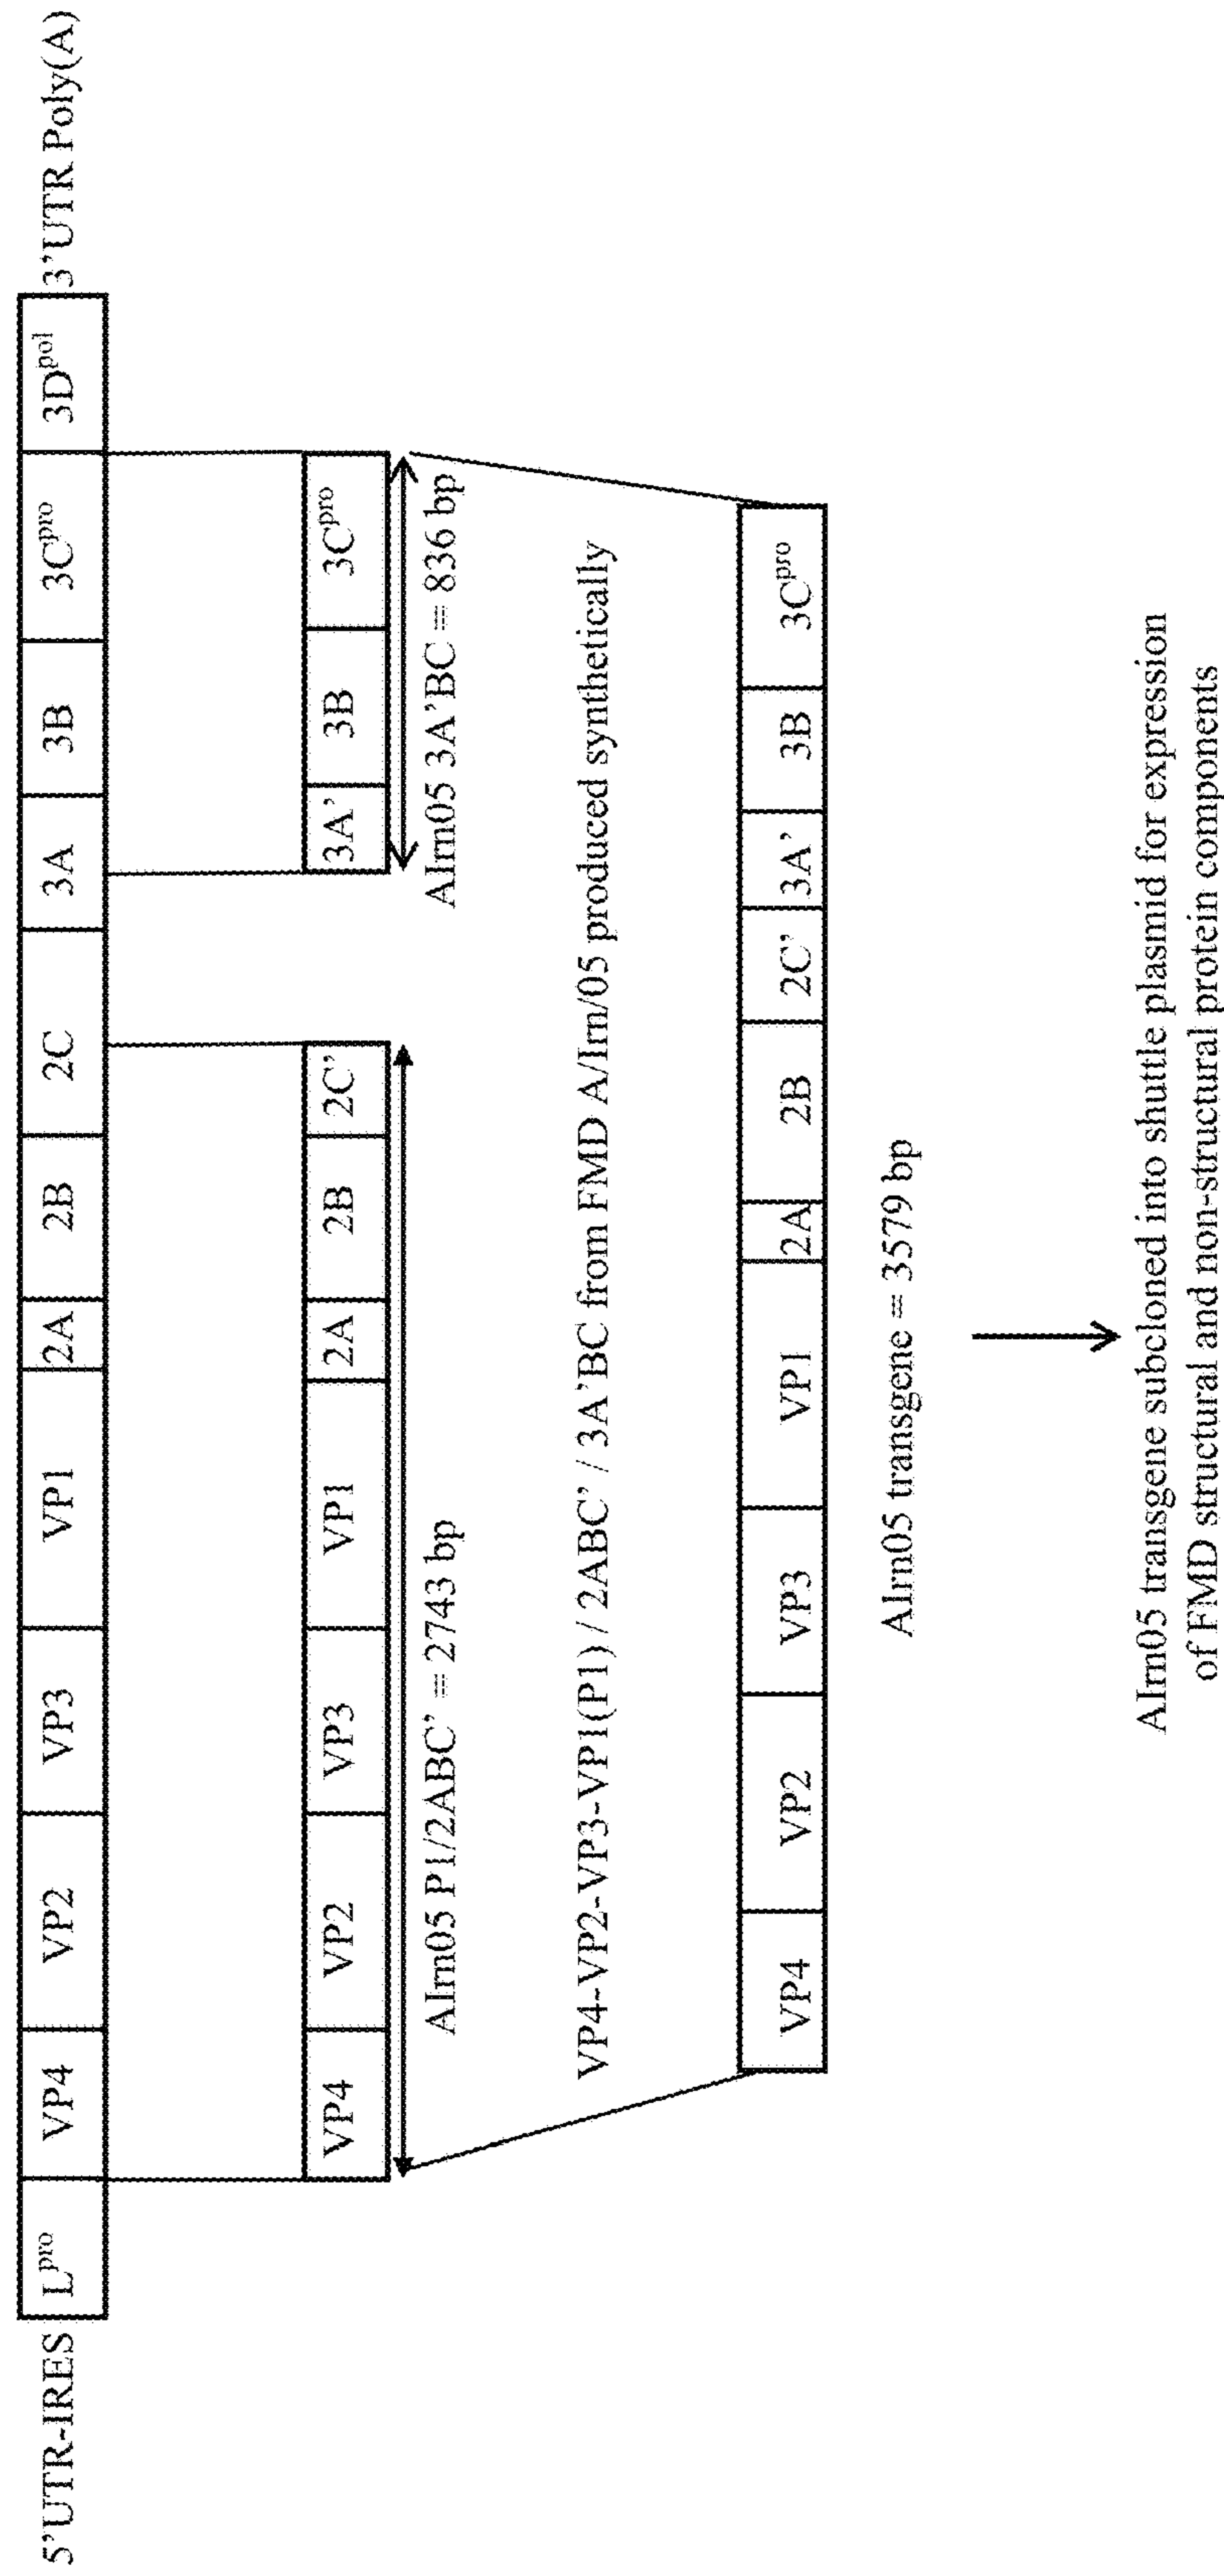 5'UTR-IRES L^pro VP4 VP2 VP3 VP1 2A 2B 2C 3A 3B 3C^pro 3D^pol 3'UTR Poly(A)
VP4 VP2 VP3 VP1 2A 2B 2C' 3A' 3B 3C^pro
AIrn05 P1/2ABC' = 2743 bp AIrn05 3A'BC = 836 bp
VP4-VP2-VP3-VP1(P1) / 2ABC' / 3A'BC from FMD A/Irn/05 produced synthetically
VP4 VP2 VP3 VP1 2A 2B 2C' 3A' 3B 3C^pro
AIrn05 transgene = 3579 bp
AIrn05 transgene subcloned into shuttle plasmid for expression
of FMD structural and non-structural protein components